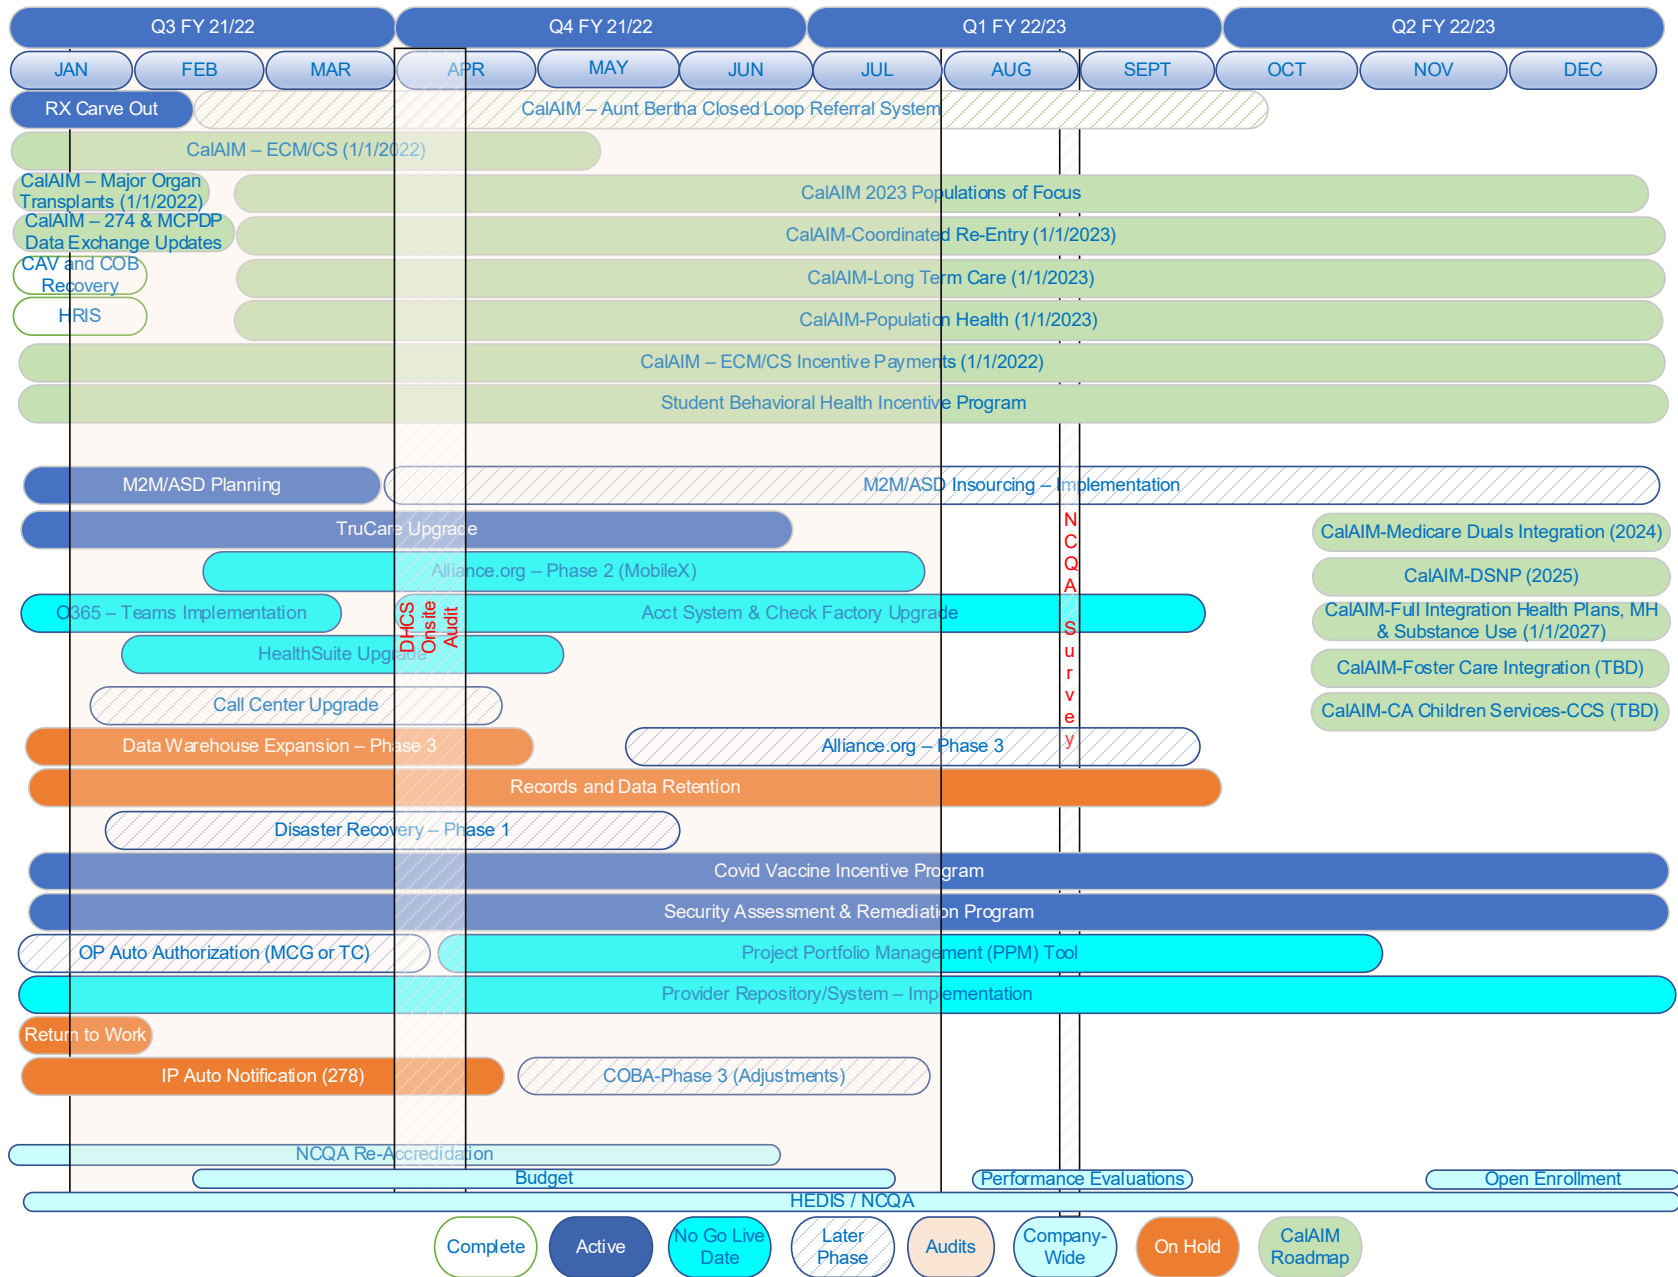 Q3 FY 21/22
Q4 FY 21/22
Q1 FY 22/23
Q2 FY 22/23
JAN
FEB
MAR
APR
MAY
JUN
JUL
AUG
SEPT
OCT
NOV
DEC
RX Carve Out
CalAIM – Aunt Bertha Closed Loop Referral System
CalAIM – ECM/CS (1/1/2022)
CalAIM – Major Organ
Transplants (1/1/2022)
CalAIM 2023 Populations of Focus
CalAIM – 274 & MCPDP
Data Exchange Updates
CalAIM-Coordinated Re-Entry (1/1/2023)
CAV and COB
Recovery
CalAIM-Long Term Care (1/1/2023)
HRIS
CalAIM-Population Health (1/1/2023)
CalAIM – ECM/CS Incentive Payments (1/1/2022)
Student Behavioral Health Incentive Program
M2M/ASD Planning
M2M/ASD Insourcing – Implementation
TruCare Upgrade
CalAIM-Medicare Duals Integration (2024)
Alliance.org – Phase 2 (MobileX)
CalAIM-DSNP (2025)
O365 – Teams Implementation
Acct System & Check Factory Upgrade
CalAIM-Full Integration Health Plans, MH
& Substance Use (1/1/2027)
HealthSuite Upgrade
CalAIM-Foster Care Integration (TBD)
DHCS
Onsite
Audit
NCQA Survey
Call Center Upgrade
CalAIM-CA Children Services-CCS (TBD)
Data Warehouse Expansion – Phase 3
Alliance.org – Phase 3
Records and Data Retention
Disaster Recovery – Phase 1
Covid Vaccine Incentive Program
Security Assessment & Remediation Program
OP Auto Authorization (MCG or TC)
Project Portfolio Management (PPM) Tool
Provider Repository/System – Implementation
Return to Work
IP Auto Notification (278)
COBA-Phase 3 (Adjustments)
NCQA Re-Accredidation
Budget
Performance Evaluations
Open Enrollment
HEDIS / NCQA
Complete
Active
No Go Live
Date
Later
Phase
Audits
Company-
Wide
On Hold
CalAIM
Roadmap